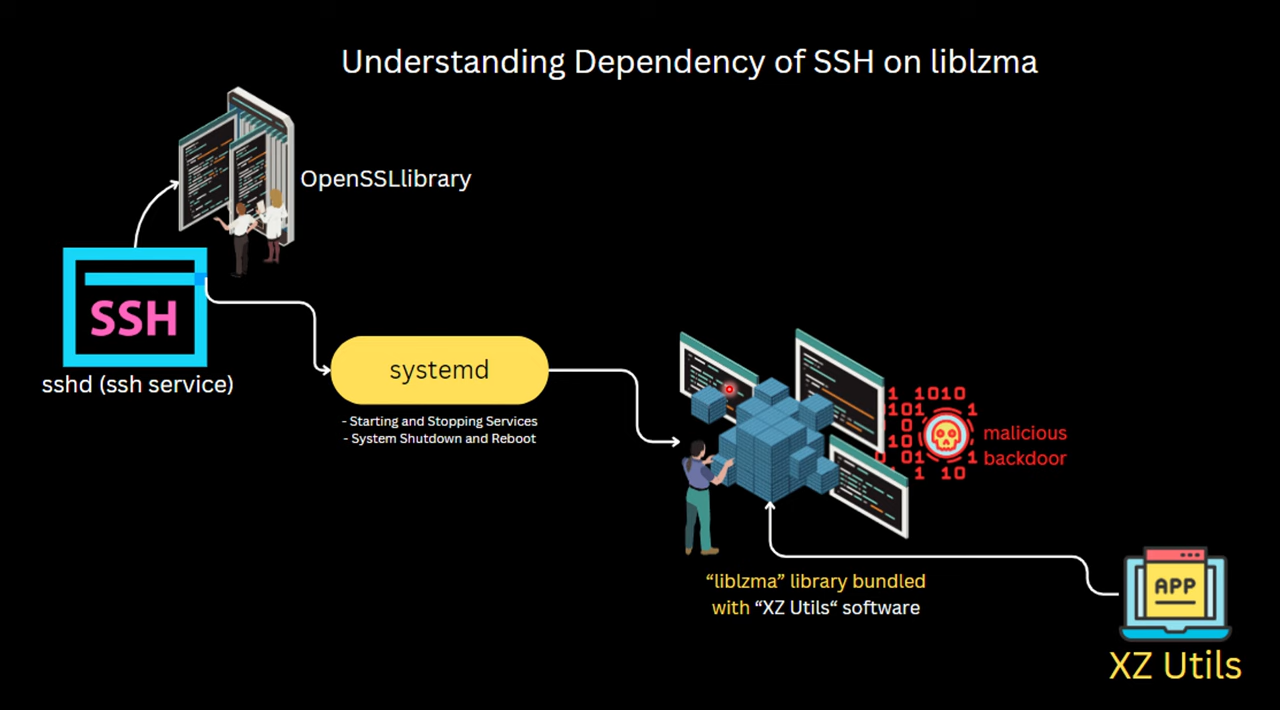 Understanding Dependency of SSH on liblzma
OpenSSLlibrary
SSH
sshd (ssh service)
systemd
- Starting and Stopping Services
- System Shutdown and Reboot
1 1010
101 1
0
10
0 01 1
1 10
malicious
backdoor
“liblzma” library bundled
with “XZ Utils“ software
APP
XZ Utils